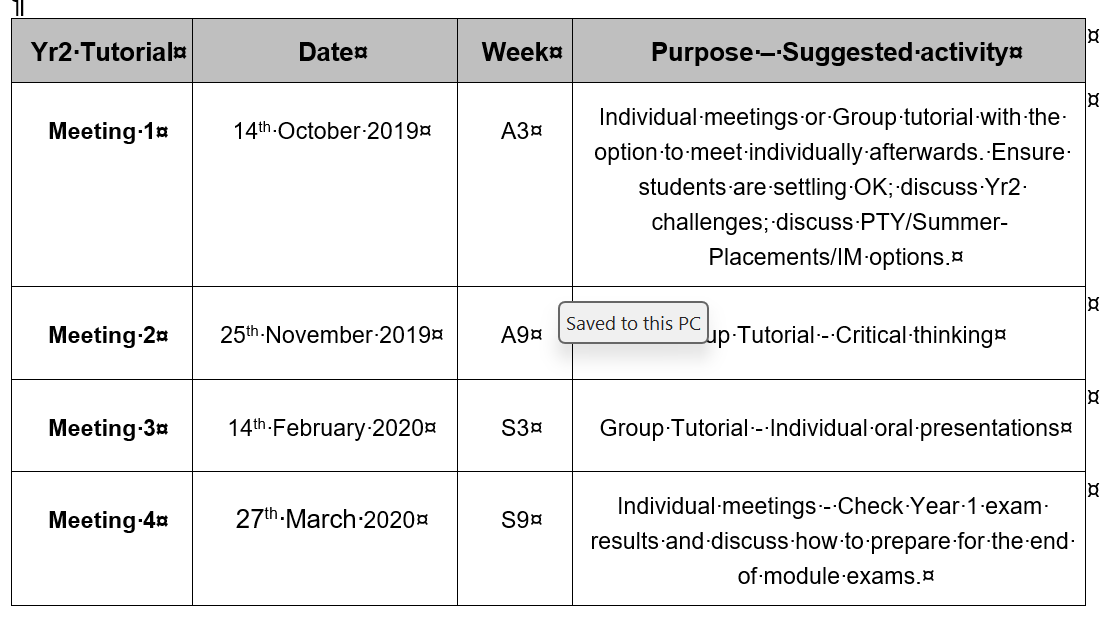 ¶
Yr2·Tutorial¤ Date¤ Week¤ Purpose·–·Suggested·activity¤ ¤
Meeting·1¤ 14th·October·2019¤ A3¤ Individual·meetings·or·Group·tutorial·with·the· ¤
option·to·meet·individually·afterwards.·Ensure·
students·are·settling·OK;·discuss·Yr2·
challenges;·discuss·PTY/Summer-
Placements/IM·options.¤
Saved to this PC
Meeting·2¤ 25th·November·2019¤ A9¤ Tutorial·-·Critical·thinking¤ ¤
Meeting·3¤ 14th·February·2020¤ S3¤ Group·Tutorial·-·Individual·oral·presentations¤ ¤
Meeting·4¤ 27th·March·2020¤ S9¤ Individual·meetings·-·Check·Year·1·exam· ¤
results·and·discuss·how·to·prepare·for·the·end·
of·module·exams.¤